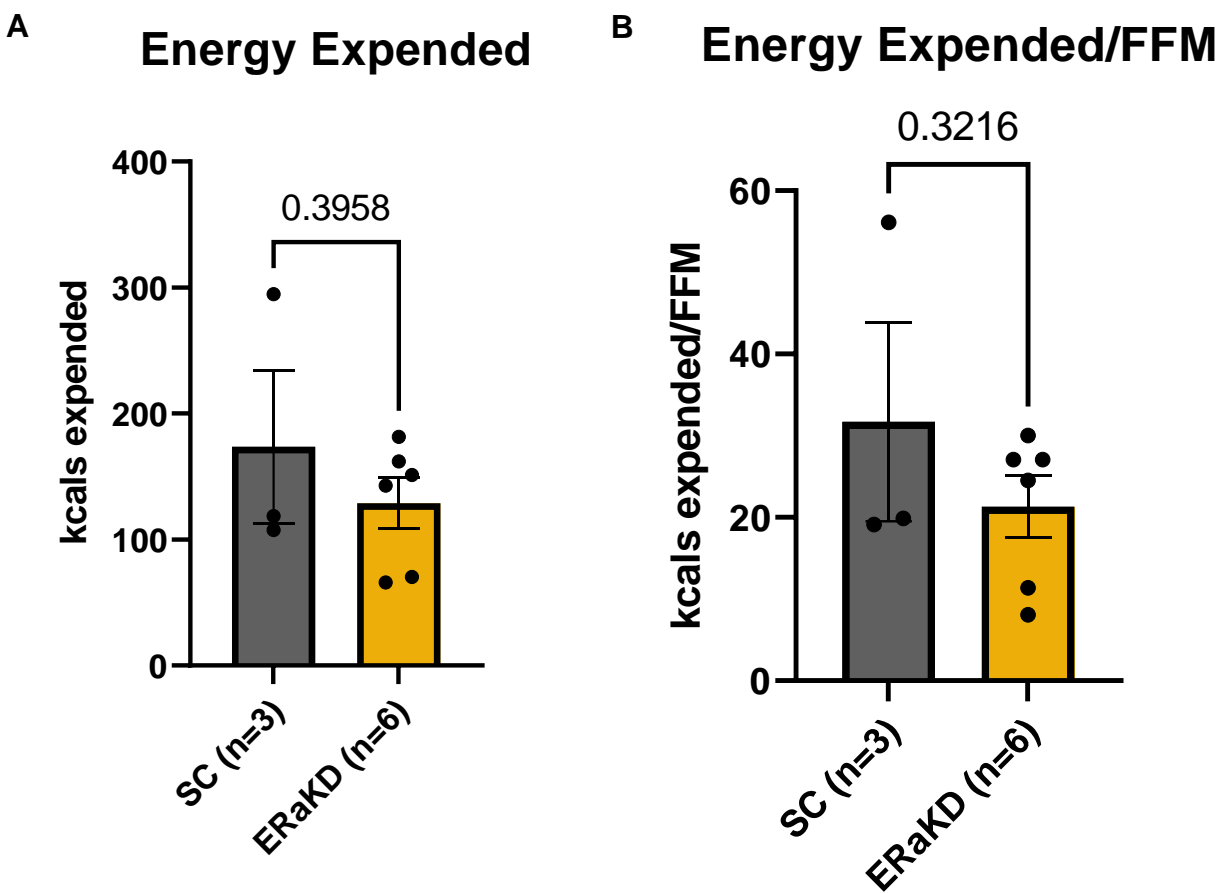 A
Energy Expended
400
300
200
100
0
kcals expended
0.3958
SC (n=3)
ERaKD (n=6)
B
Energy Expended/FFM
60
40
20
0
kcals expended/FFM
0.3216
SC (n=3)
ERaKD (n=6)